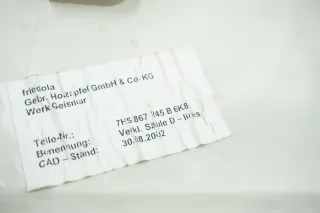 friedola
Gebr. Holzapfel GmbH & Co. KG
Werk Geismar
Teile-Nr.: 7H5 867 245 B 6K8
Benennung: Verkl. Säule D – links
CAD – Stand: 30.08.2002